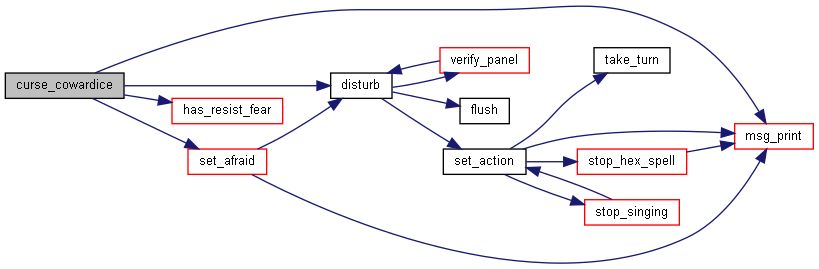 curse_cowardice
has_resist_fear
set_afraid
disturb
verify_panel
flush
set_action
take_turn
stop_hex_spell
stop_singing
msg_print